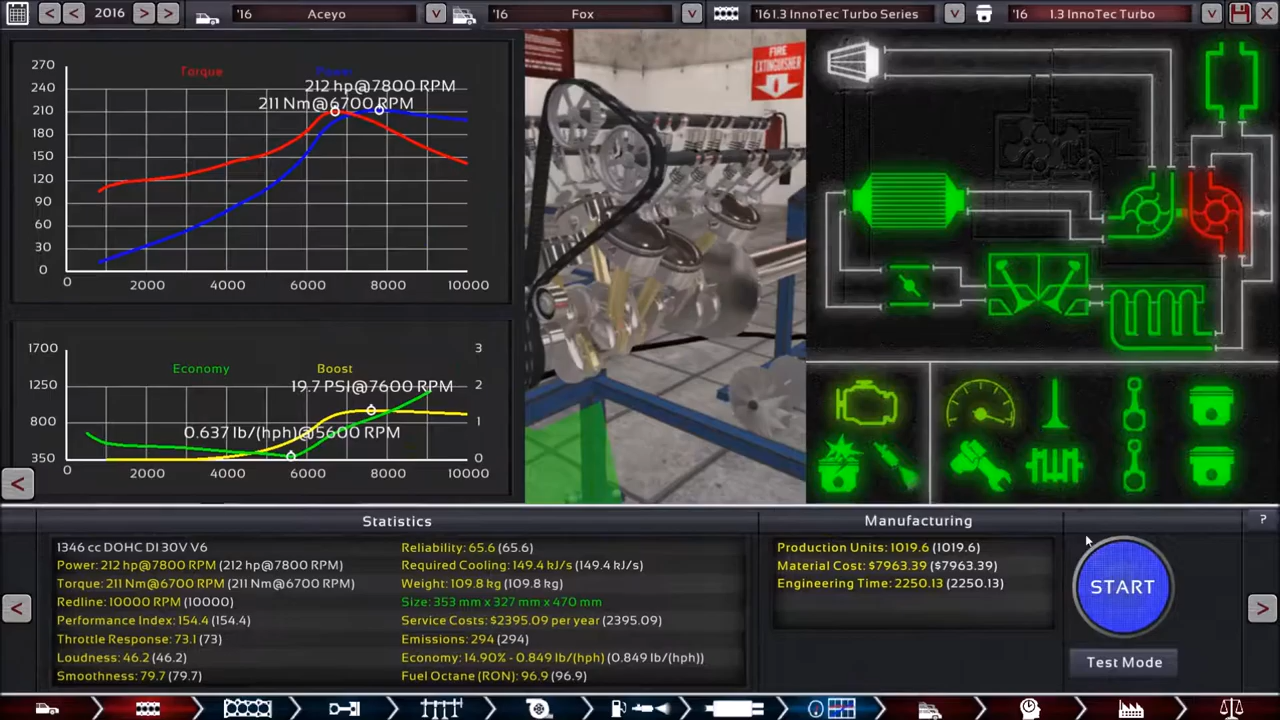 2016
'16
Aceyo
'16
Fox
'161.3 InnoTec Turbo Series
'16
1.3 InnoTec Turbo
270
240
210
180
150
120
90
60
30
0
Torque
212 hp@7800 RPM
211 Nm@6700 RPM
0
2000
4000
6000
8000
10000
1700
1250
800
350
Economy
Boost
3
2
1
0
19.7 PSI@7600 RPM
0.637 lb/(hph)@5600 RPM
0
2000
4000
6000
8000
10000
FIRE
EXTINGUISHER
Statistics
1346 cc DOHC DI 30V V6
Power: 212 hp@7800 RPM (212 hp@7800 RPM)
Torque: 211 Nm@6700 RPM (211 Nm@6700 RPM)
Redline: 10000 RPM (10000)
Performance Index: 154.4 (154.4)
Throttle Response: 73.1 (73)
Loudness: 46.2 (46.2)
Smoothness: 79.7 (79.7)
Reliability: 65.6 (65.6)
Required Cooling: 149.4 kJ/s (149.4 kJ/s)
Weight: 109.8 kg (109.8 kg)
Size: 353 mm x 327 mm x 470 mm
Service Costs: $2395.09 per year (2395.09)
Emissions: 294 (294)
Economy: 14.90% - 0.849 lb/(hph) (0.849 lb/(hph))
Fuel Octane (RON): 96.9 (96.9)
Manufacturing
Production Units: 1019.6 (1019.6)
Material Cost: $7963.39 ($7963.39)
Engineering Time: 2250.13 (2250.13)
?
START
Test Mode